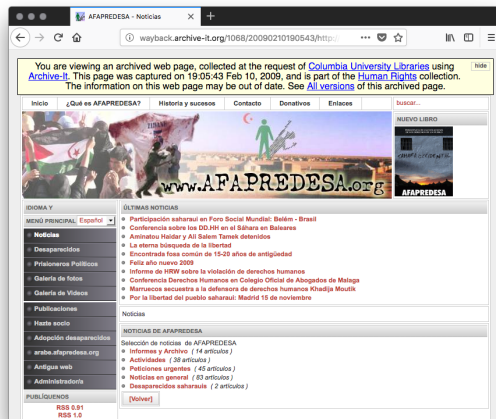 AFAPREDESA - Noticias
wayback.archive-it.org/1068/20090210190543/http:/
You are viewing an archived web page, collected at the request of Columbia University Libraries using
Archive-It. This page was captured on 19:05:43 Feb 10, 2009, and is part of the Human Rights collection.
The information on this web page may be out of date. See All versions of this archived page.
hide
Inicio ¿Qué es AFAPREDESA? Historia y sucesos Contacto Donativos Enlaces
buscar...
www.AFAPREDESA.org
NUEVO LIBRO
AFAPREDESA
IDIOMA Y
MENÚ PRINCIPAL Español
Noticias
Desaparecidos
Prisioneros Políticos
Galeria de fotos
Galeria de Videos
Publicaciones
Hazte socio
Adopción desaparecidos
arabe.afapredesa.org
Antigua web
Administrador/a
PUBLÍQUENOS
RSS 0.91
RSS 1.0
ÚLTIMAS NOTICIAS
Participación saharaui en Foro Social Mundial: Belém - Brasil
Conferencia sobre los DD.HH en el Sáhara en Baleares
Aminatou Haidar y Ali Salem Tamek detenidos
La eterna búsqueda de la libertad
Encontrada fosa común de 15-20 años de antigüedad
Feliz año nuevo 2009
Informe de HRW sobre la violación de derechos humanos
Conferencia Derechos Humanos en Colegio Oficial de Abogados de Malaga
Marruecos secuestra a la defensora de derechos humanos Khadija Moutik
Por la libertad del pueblo saharaui: Madrid 15 de noviembre
Noticias
NOTICIAS DE AFAPREDESA
Selección de noticias de AFAPREDESA
Informes y Archivo ( 14 artículos )
Actividades ( 38 artículos )
Peticiones urgentes ( 45 artículos )
Noticias en general ( 83 artículos )
Desaparecidos saharauis ( 2 artículos )
[Volver]